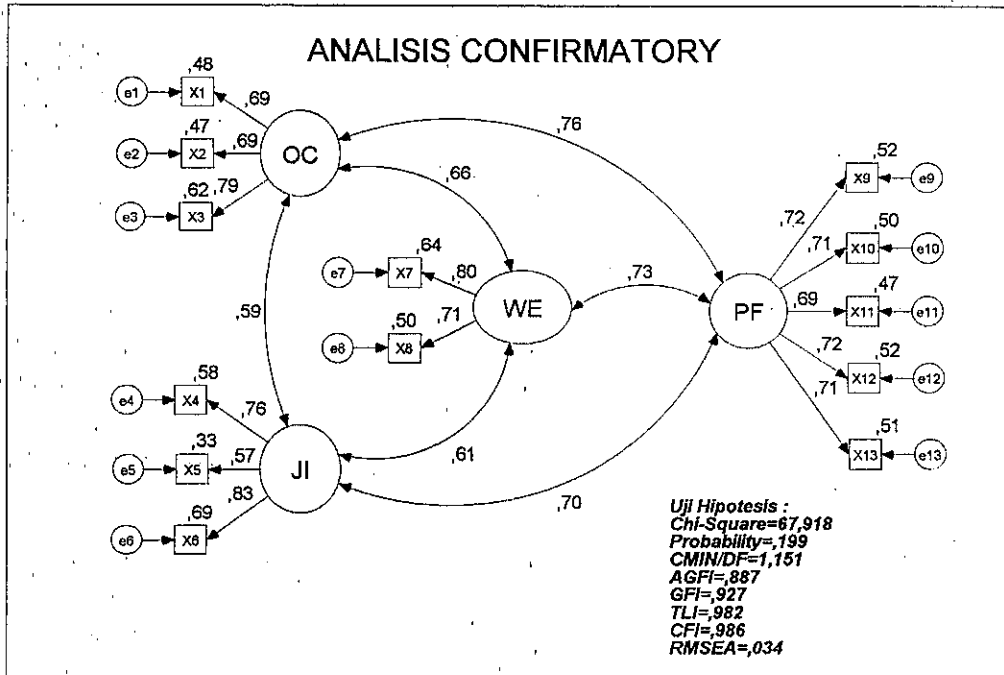 ANALISIS CONFIRMATORY
,48
e1 X1 ,69
,47
e2 X2 ,69
OC
,62 ,79
e3 X3
,76
,66
,59
,64
e7 X7 ,80
,50 ,71
e8 X8
WE
,73
PF
,52
X9 e9
,72
,50
,71 X10 e10
,47
,69 X11 e11
,52
,72 X12 e12
,71
,51
X13 e13
,58
e4 X4 ,76
,33
e5 X5 ,57
JI
,69 ,83
e6 X6
,61
,70
Uji Hipotesis :
Chi-Square=67,918
Probability=,199
CMIN/DF=1,151
AGFI=,887
GFI=,927
TLI=,982
CFI=,986
RMSEA=,034